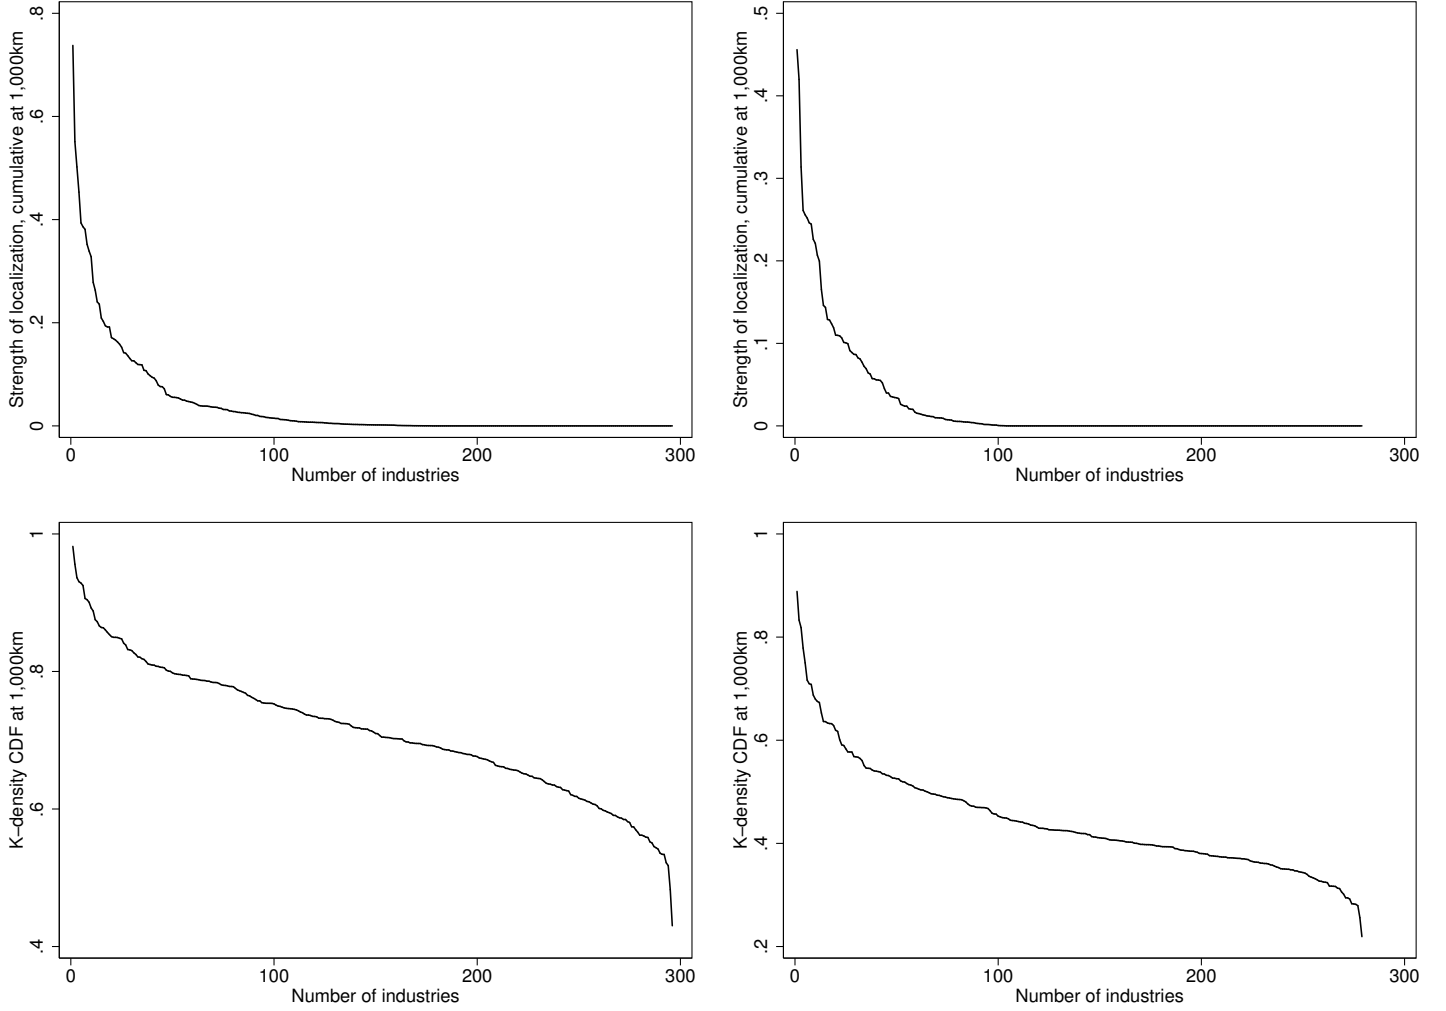 Strength of localization, cumulative at 1,000km
.8
.6
.4
.2
0
0 100 200 300
Number of industries
Strength of localization, cumulative at 1,000km
.5
.4
.3
.2
.1
0
0 100 200 300
Number of industries
K−density CDF at 1,000km
1
.8
.6
.4
0 100 200 300
Number of industries
K−density CDF at 1,000km
1
.8
.6
.4
.2
0 100 200 300
Number of industries